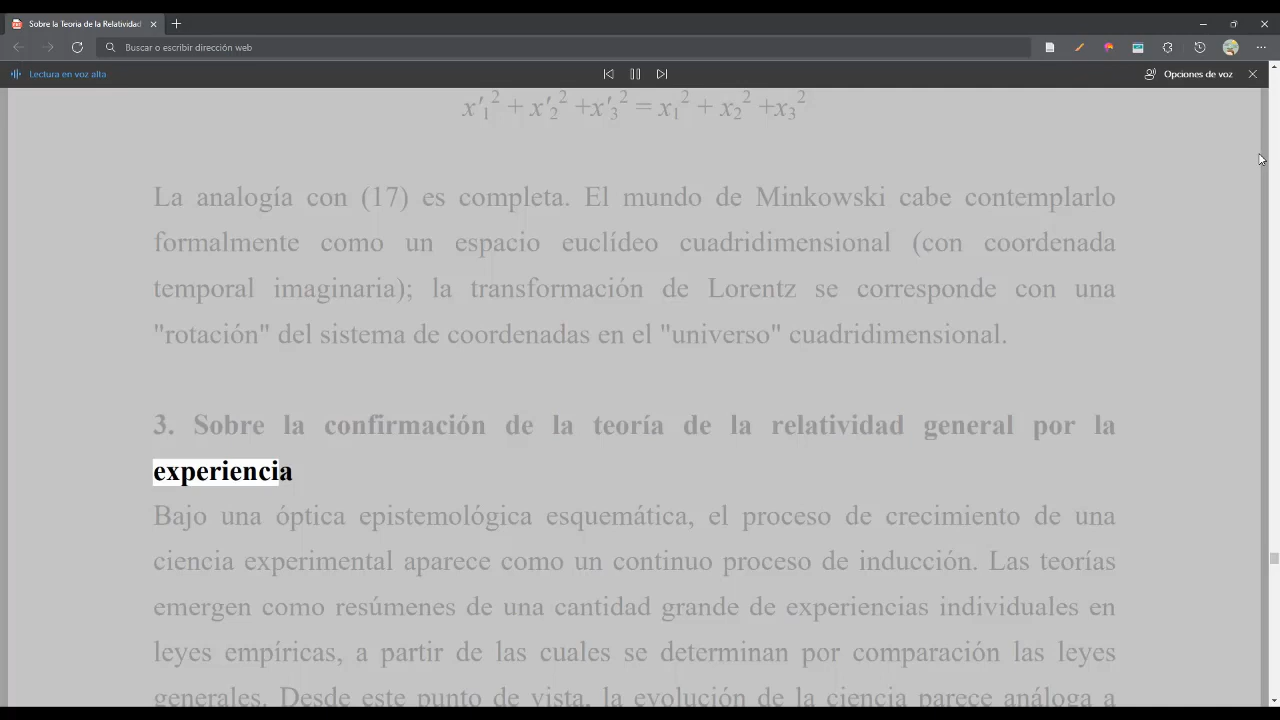 Sobre la Teoria de la Relatividad
Buscar o escribir dirección web
Lectura en voz alta
Opciones de voz
x′₁² + x′₂² +x′₃² = x₁² + x₂² +x₃²
La analogía con (17) es completa. El mundo de Minkowski cabe contemplarlo
formalmente como un espacio euclídeo cuadridimensional (con coordenada
temporal imaginaria); la transformación de Lorentz se corresponde con una
"rotación" del sistema de coordenadas en el "universo" cuadridimensional.
3. Sobre la confirmación de la teoría de la relatividad general por la
experiencia
Bajo una óptica epistemológica esquemática, el proceso de crecimiento de una
ciencia experimental aparece como un continuo proceso de inducción. Las teorías
emergen como resúmenes de una cantidad grande de experiencias individuales en
leyes empíricas, a partir de las cuales se determinan por comparación las leyes
generales. Desde este punto de vista, la evolución de la ciencia parece análoga a